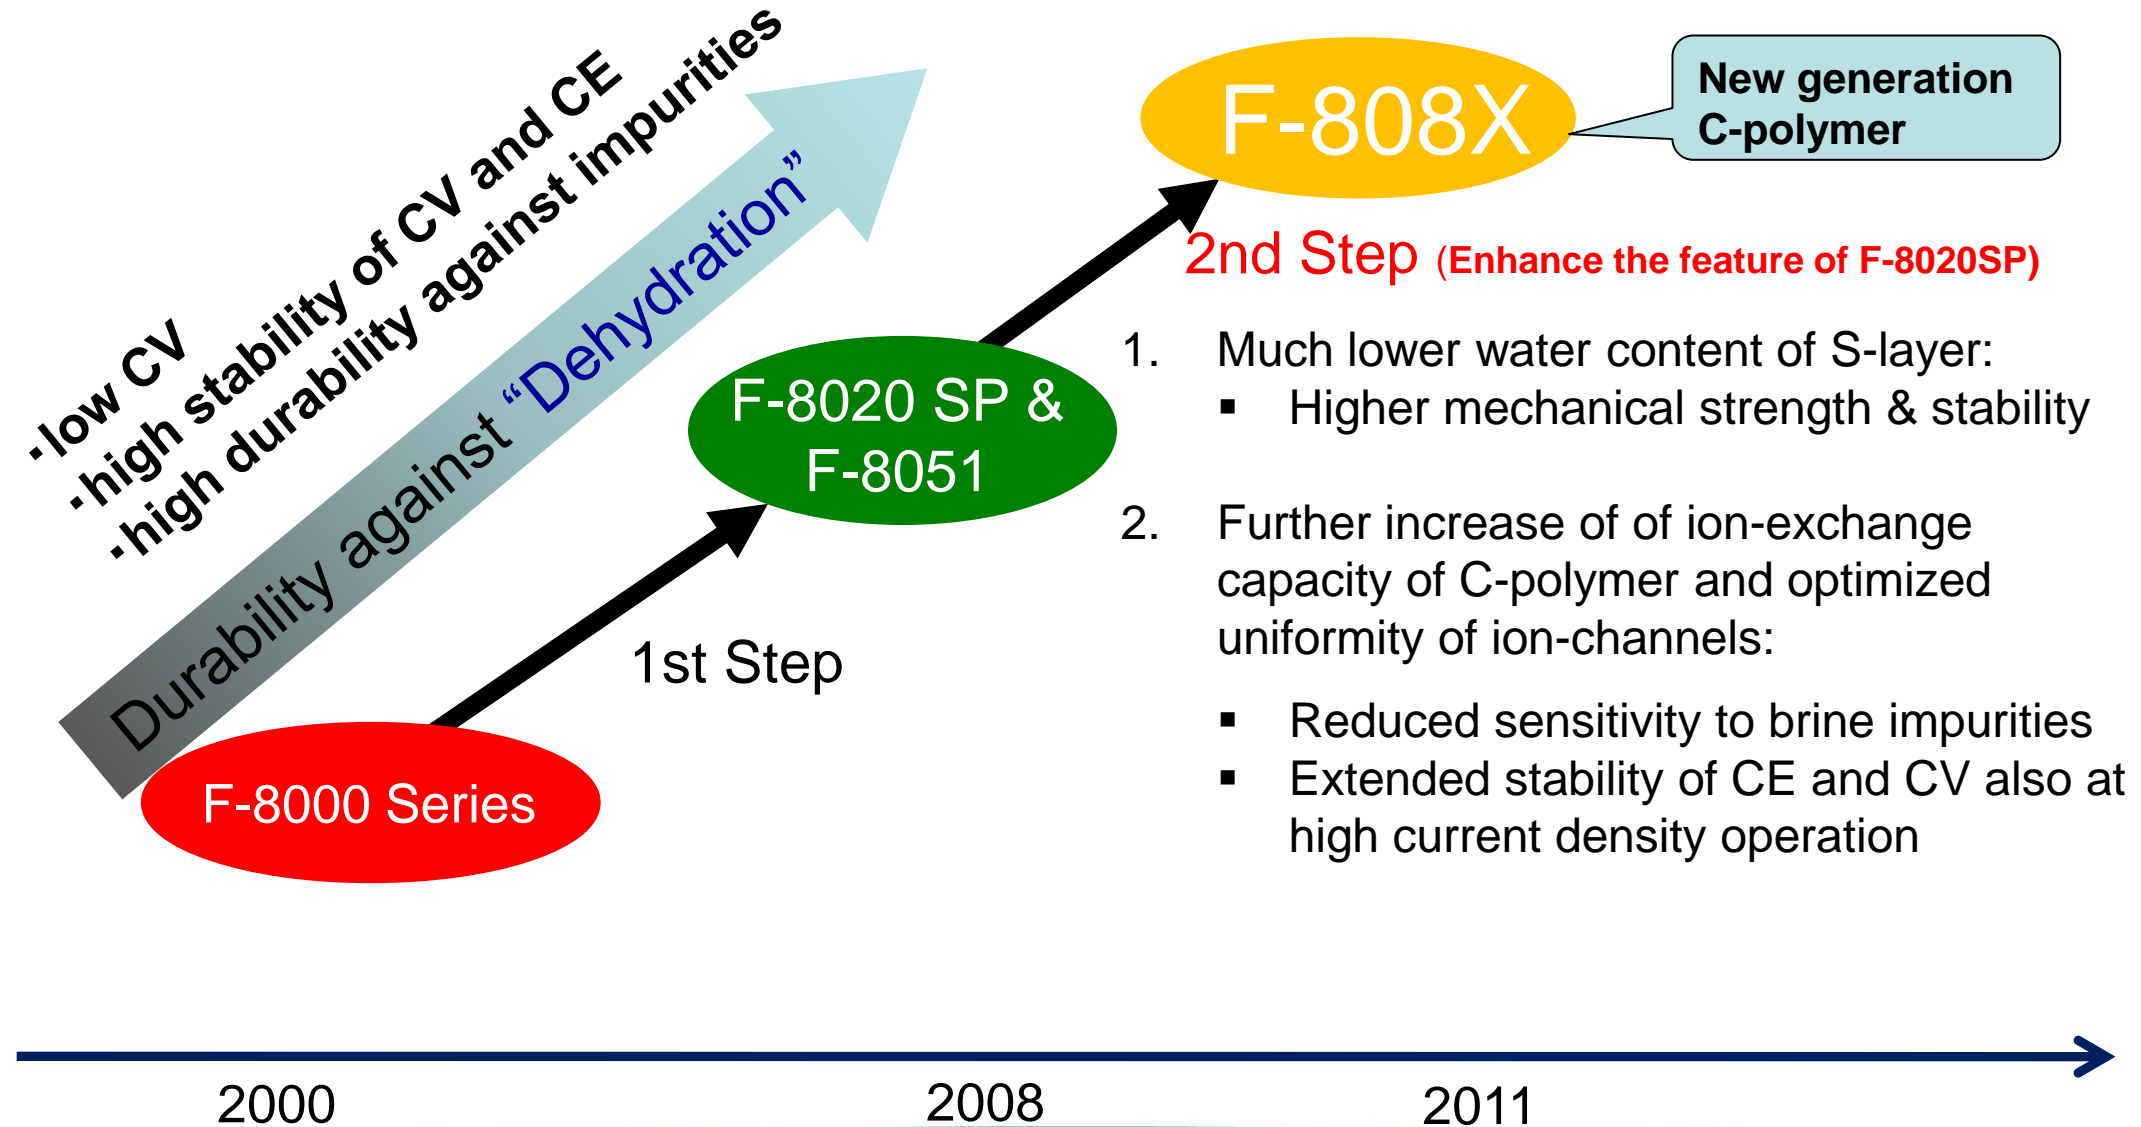 ·low CV
·high stability of CV and CE
·high durability against impurities
Durability against “Dehydration”
F-808X
New generation
C-polymer
2nd Step (Enhance the feature of F-8020SP)
F-8020 SP &
F-8051
1st Step
F-8000 Series
1. Much lower water content of S-layer:
▪ Higher mechanical strength & stability
2. Further increase of of ion-exchange
capacity of C-polymer and optimized
uniformity of ion-channels:
▪ Reduced sensitivity to brine impurities
▪ Extended stability of CE and CV also at
high current density operation
2000
2008
2011